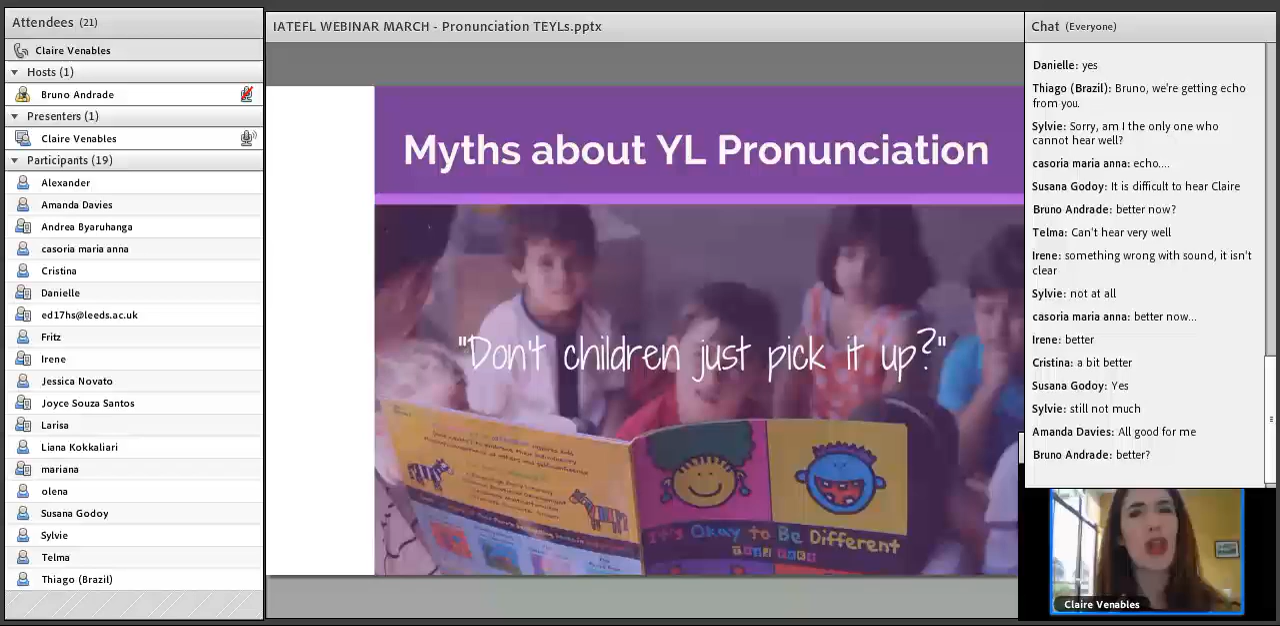 Attendees (21)
Claire Venables
Hosts (1)
Bruno Andrade
Presenters (1)
Claire Venables
Participants (19)
Alexander
Amanda Davies
Andrea Byaruhanga
casoria maria anna
Cristina
Danielle
ed17hs@leeds.ac.uk
Fritz
Irene
Jessica Novato
Joyce Souza Santos
Larisa
Liana Kokkaliari
mariana
olena
Susana Godoy
Sylvie
Telma
Thiago (Brazil)
IATEFL WEBINAR MARCH - Pronunciation TEYLs.pptx
Myths about YL Pronunciation
"Don't children just pick it up?"
It's Okay to Be Different
Chat (Everyone)
Danielle: yes
Thiago (Brazil): Bruno, we're getting echo
from you.
Sylvie: Sorry, am I the only one who
cannot hear well?
casoria maria anna: echo....
Susana Godoy: It is difficult to hear Claire
Bruno Andrade: better now?
Telma: Can't hear very well
Irene: something wrong with sound, it isn't
clear
Sylvie: not at all
casoria maria anna: better now...
Irene: better
Cristina: a bit better
Susana Godoy: Yes
Sylvie: still not much
Amanda Davies: All good for me
Bruno Andrade: better?
Claire Venables